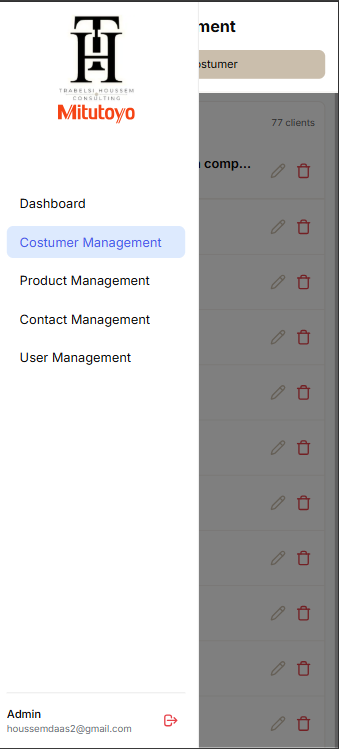 TH
TRABELSI HOUSSEM
CONSULTING
Mitutoyo
ment
ostumer
77 clients
comp...
Dashboard
Costumer Management
Product Management
Contact Management
User Management
Admin
houssemdaas2@gmail.com